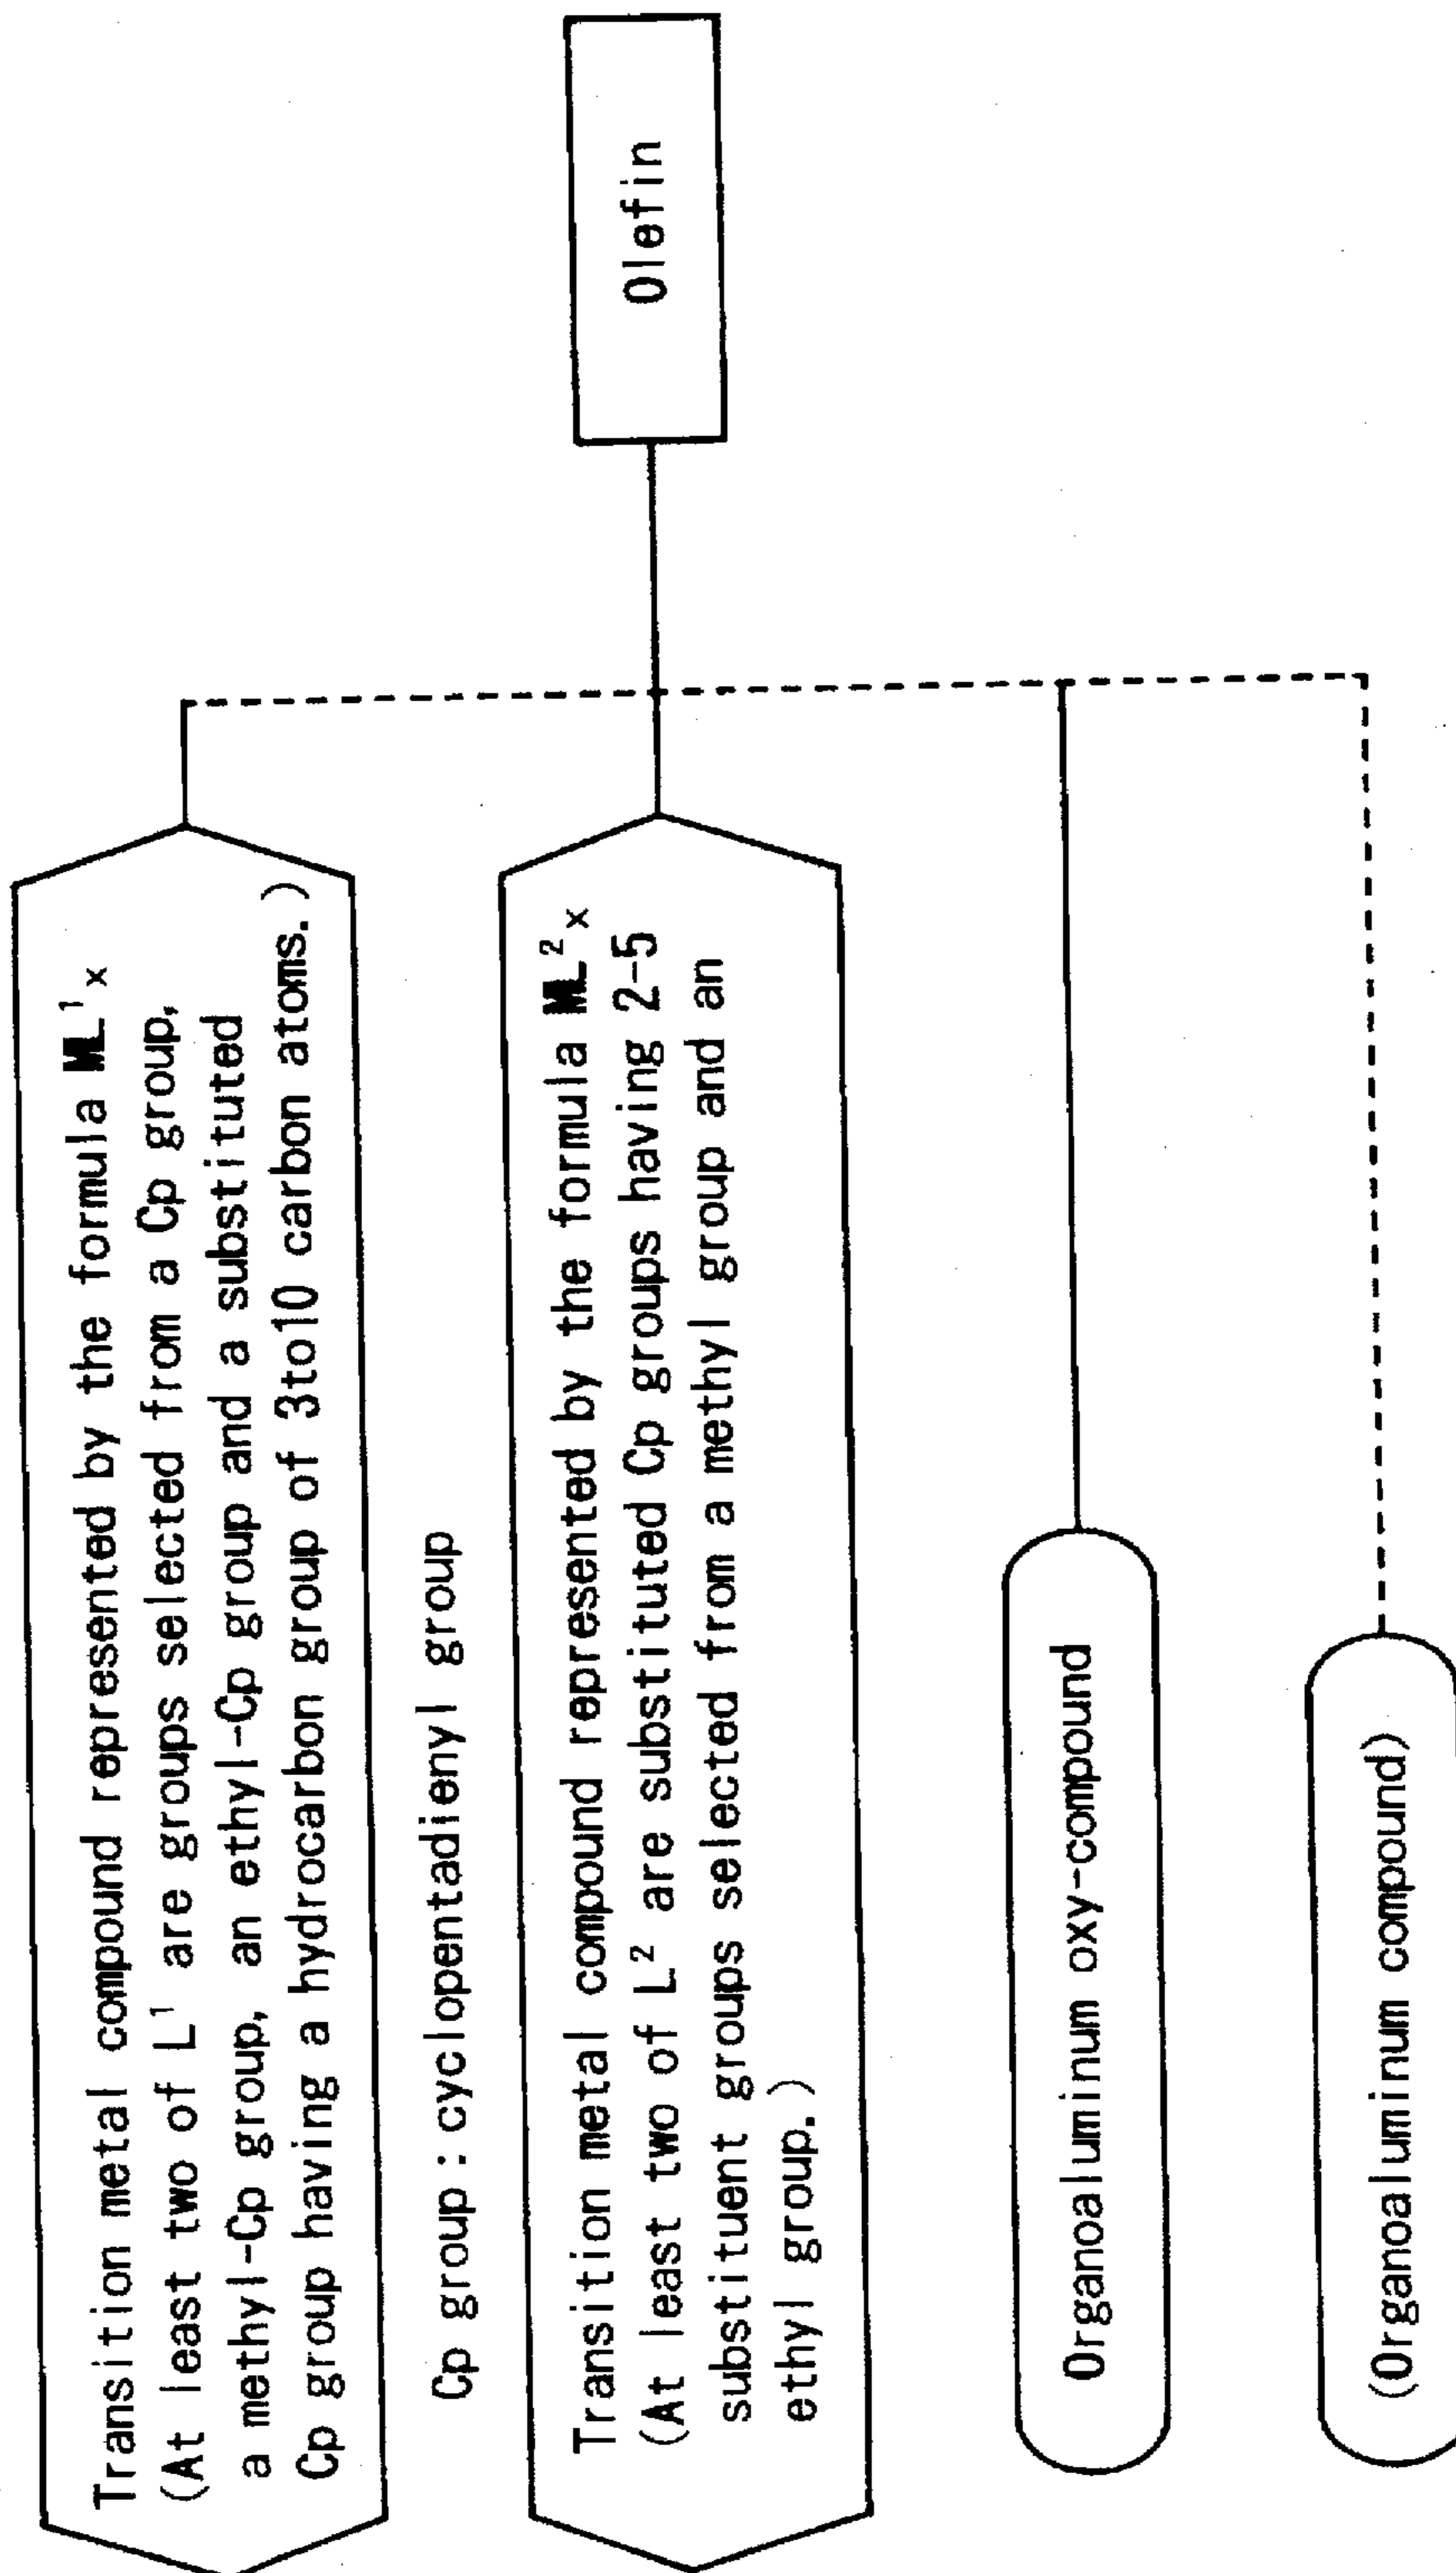 Transition metal compound represented by the formula ML¹ₓ
(At least two of L¹ are groups selected from a Cp group,
a methyl-Cp group, an ethyl-Cp group and a substituted
Cp group having a hydrocarbon group of 3to10 carbon atoms.)
Cp group : cyclopentadienyl group
Transition metal compound represented by the formula ML²ₓ
(At least two of L² are substituted Cp groups having 2-5
substituent groups selected from a methyl group and an
ethyl group.)
Organoaluminum oxy-compound
(Organoaluminum compound)
Olefin